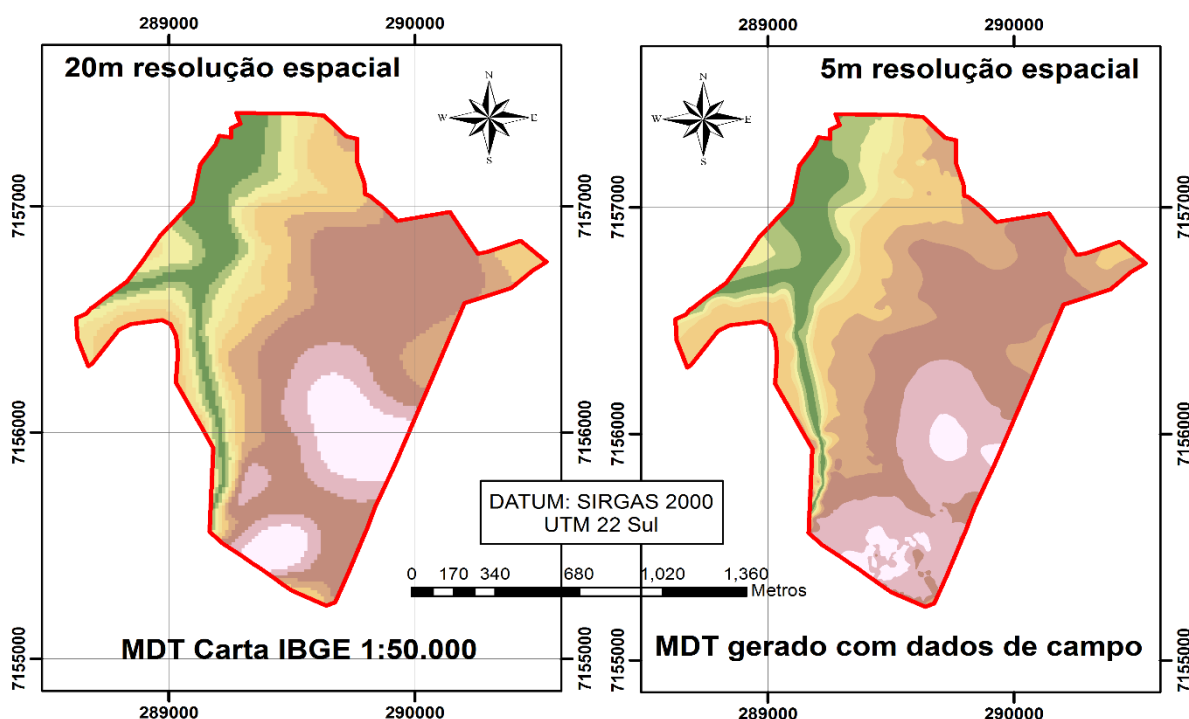 289000 290000 289000 290000
20m resolução espacial
5m resolução espacial
N
W E
S
N
W E
S
7157000 7157000 7157000 7157000
7156000 7156000 7156000 7156000
DATUM: SIRGAS 2000
UTM 22 Sul
0 170 340 680 1,020 1,360
Metros
MDT Carta IBGE 1:50.000
MDT gerado com dados de campo
7155000 7155000 7155000 7155000
289000 290000 289000 290000